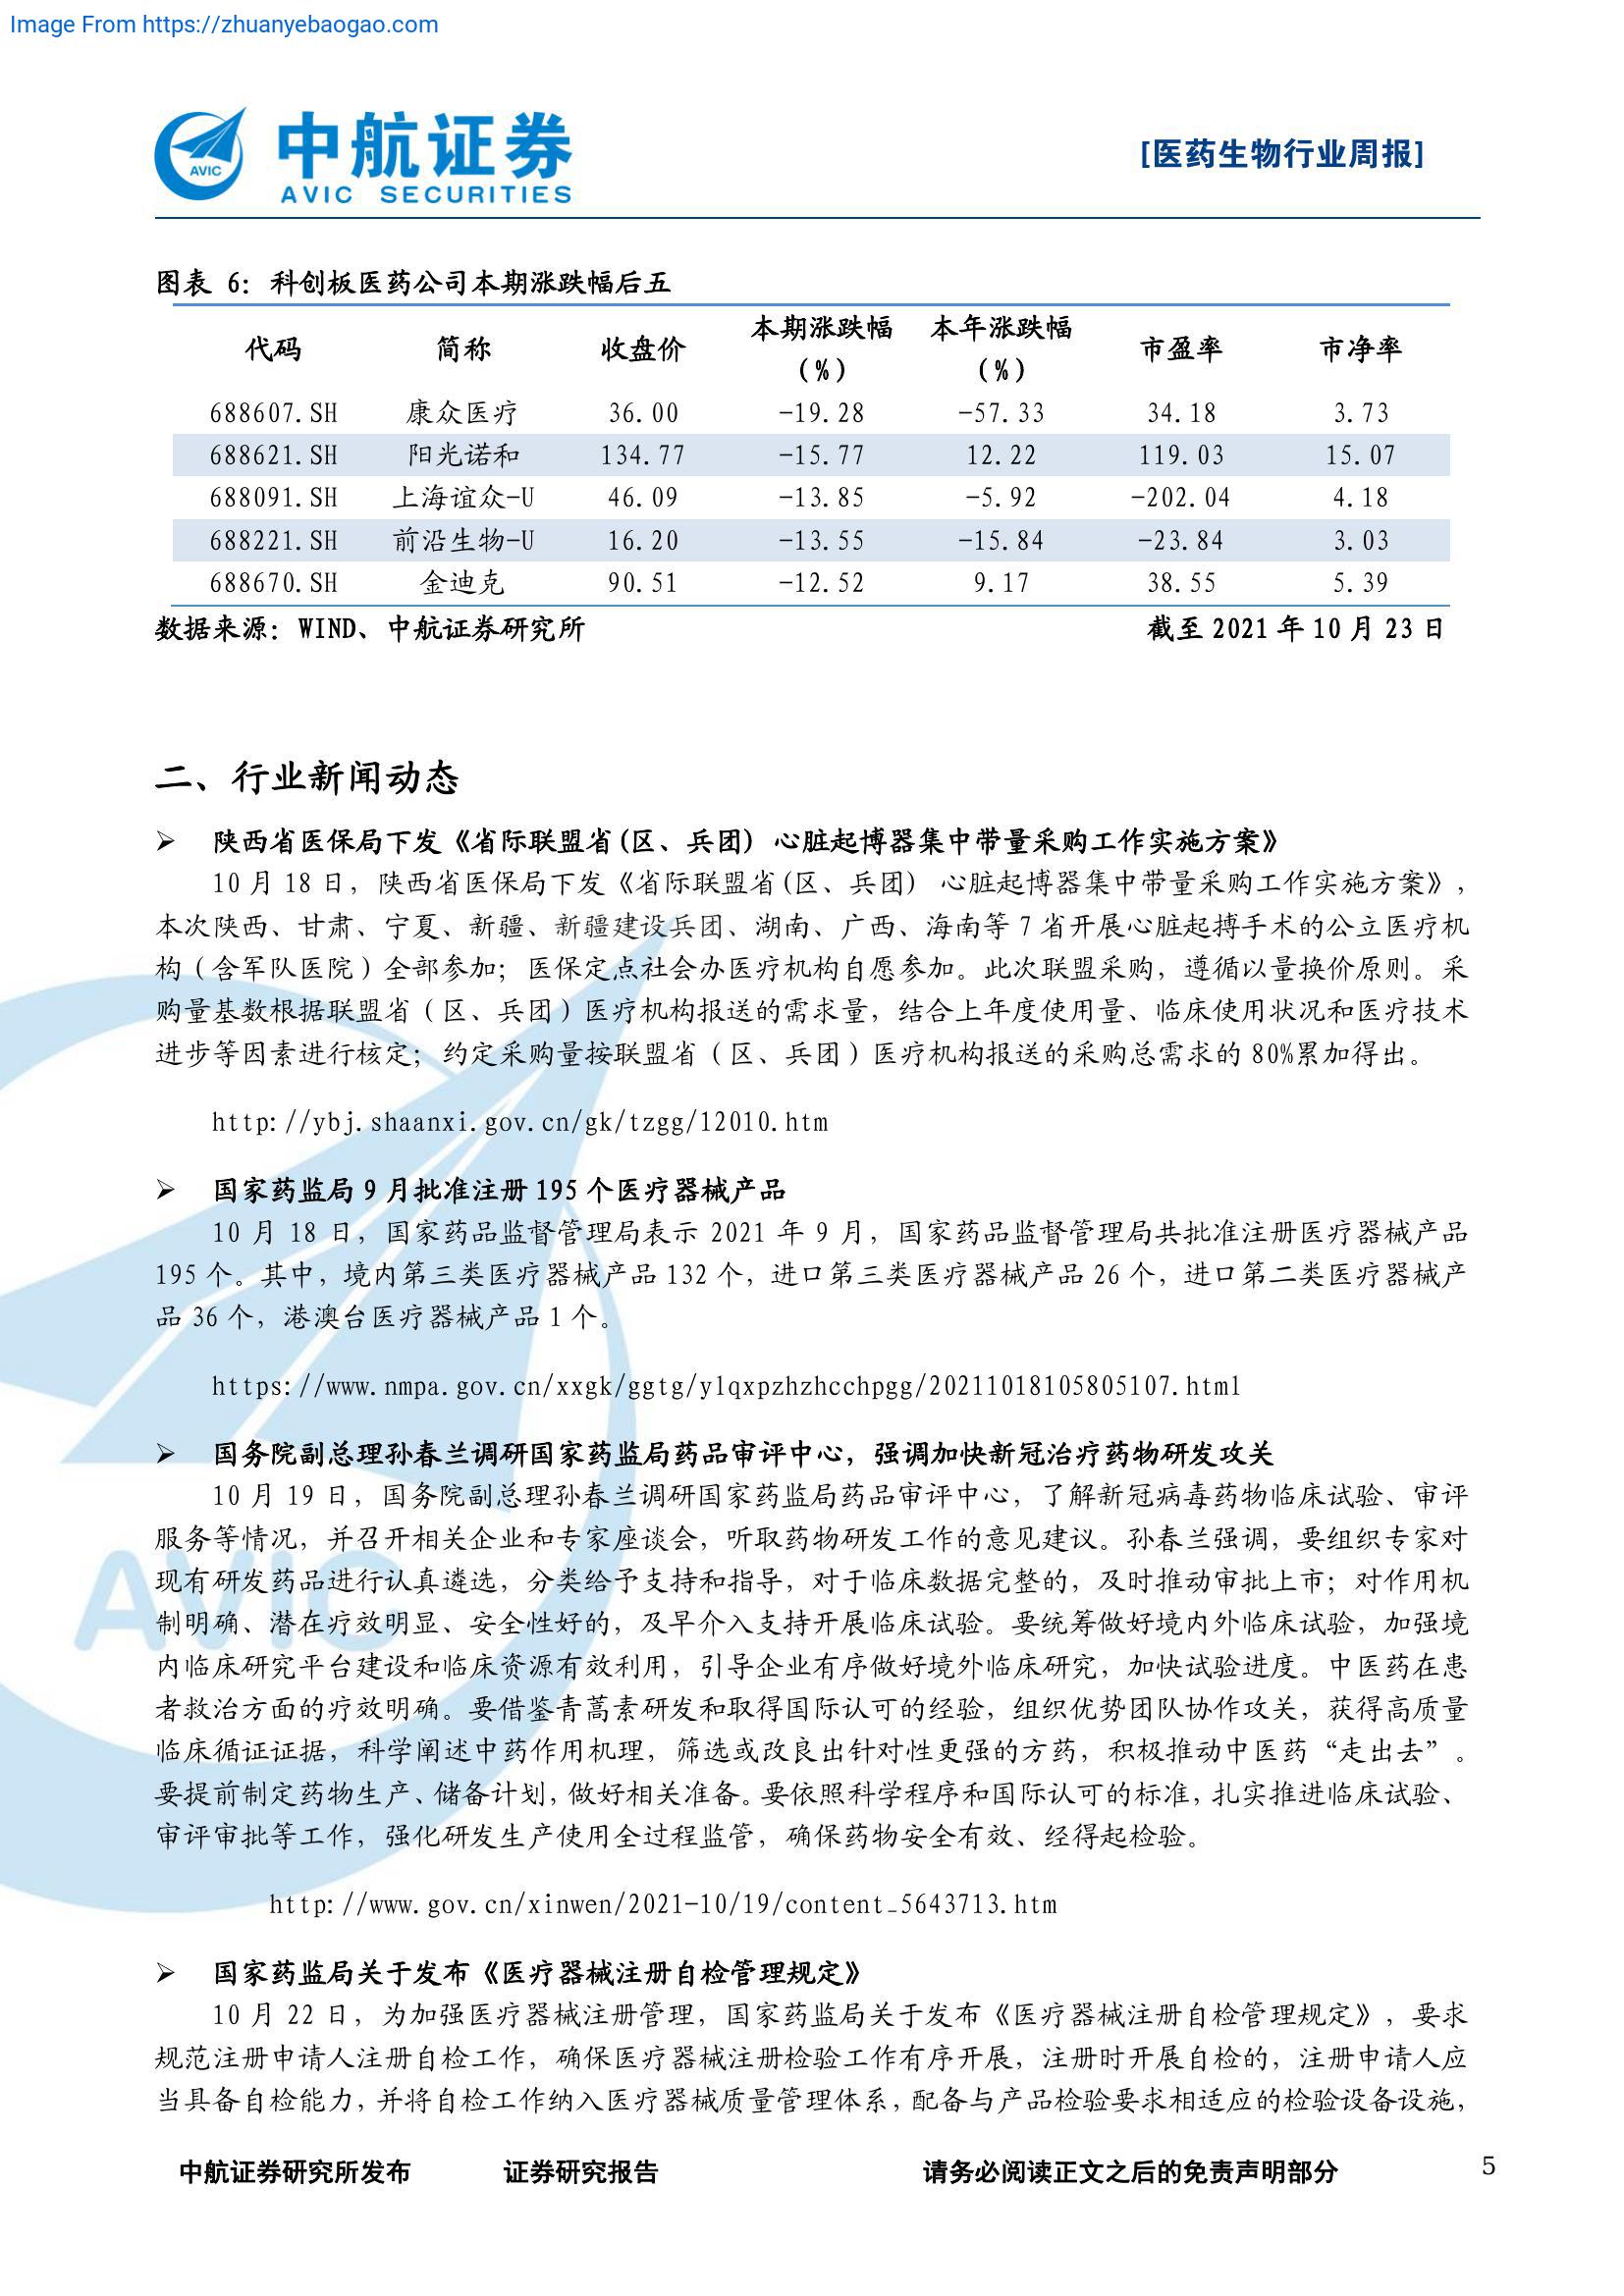 Image From https://zhuanyebaogao.com
中航证券
AVIC SECURITIES
AVIC
[医药生物行业周报]
图表 6：科创板医药公司本期涨跌幅后五
代码 简称 收盘价 本期涨跌幅（%） 本年涨跌幅（%） 市盈率 市净率
688607.SH 康众医疗 36.00 -19.28 -57.33 34.18 3.73
688621.SH 阳光诺和 134.77 -15.77 12.22 119.03 15.07
688091.SH 上海谊众-U 46.09 -13.85 -5.92 -202.04 4.18
688221.SH 前沿生物-U 16.20 -13.55 -15.84 -23.84 3.03
688670.SH 金迪克 90.51 -12.52 9.17 38.55 5.39
数据来源：WIND、中航证券研究所 截至 2021 年 10 月 23 日
二、行业新闻动态
➢ 陕西省医保局下发《省际联盟省(区、兵团) 心脏起博器集中带量采购工作实施方案》
10 月 18 日，陕西省医保局下发《省际联盟省(区、兵团) 心脏起博器集中带量采购工作实施方案》，
本次陕西、甘肃、宁夏、新疆、新疆建设兵团、湖南、广西、海南等 7 省开展心脏起搏手术的公立医疗机
构（含军队医院）全部参加；医保定点社会办医疗机构自愿参加。此次联盟采购，遵循以量换价原则。采
购量基数根据联盟省（区、兵团）医疗机构报送的需求量，结合上年度使用量、临床使用状况和医疗技术
进步等因素进行核定；约定采购量按联盟省（区、兵团）医疗机构报送的采购总需求的 80%累加得出。
http://ybj.shaanxi.gov.cn/gk/tzgg/12010.htm
➢ 国家药监局 9 月批准注册 195 个医疗器械产品
10 月 18 日，国家药品监督管理局表示 2021 年 9 月，国家药品监督管理局共批准注册医疗器械产品
195 个。其中，境内第三类医疗器械产品 132 个，进口第三类医疗器械产品 26 个，进口第二类医疗器械产
品 36 个，港澳台医疗器械产品 1 个。
https://www.nmpa.gov.cn/xxgk/ggtg/ylqxpzhzhcchpgg/20211018105805107.html
➢ 国务院副总理孙春兰调研国家药监局药品审评中心，强调加快新冠治疗药物研发攻关
10 月 19 日，国务院副总理孙春兰调研国家药监局药品审评中心，了解新冠病毒药物临床试验、审评
服务等情况，并召开相关企业和专家座谈会，听取药物研发工作的意见建议。孙春兰强调，要组织专家对
现有研发药品进行认真遴选，分类给予支持和指导，对于临床数据完整的，及时推动审批上市；对作用机
制明确、潜在疗效明显、安全性好的，及早介入支持开展临床试验。要统筹做好境内外临床试验，加强境
内临床研究平台建设和临床资源有效利用，引导企业有序做好境外临床研究，加快试验进度。中医药在患
者救治方面的疗效明确。要借鉴青蒿素研发和取得国际认可的经验，组织优势团队协作攻关，获得高质量
临床循证证据，科学阐述中药作用机理，筛选或改良出针对性更强的方药，积极推动中医药“走出去”。
要提前制定药物生产、储备计划，做好相关准备。要依照科学程序和国际认可的标准，扎实推进临床试验、
审评审批等工作，强化研发生产使用全过程监管，确保药物安全有效、经得起检验。
http://www.gov.cn/xinwen/2021-10/19/content_5643713.htm
➢ 国家药监局关于发布《医疗器械注册自检管理规定》
10 月 22 日，为加强医疗器械注册管理，国家药监局关于发布《医疗器械注册自检管理规定》，要求
规范注册申请人注册自检工作，确保医疗器械注册检验工作有序开展，注册时开展自检的，注册申请人应
当具备自检能力，并将自检工作纳入医疗器械质量管理体系，配备与产品检验要求相适应的检验设备设施，
AVIC
中航证券研究所发布 证券研究报告 请务必阅读正文之后的免责声明部分 5